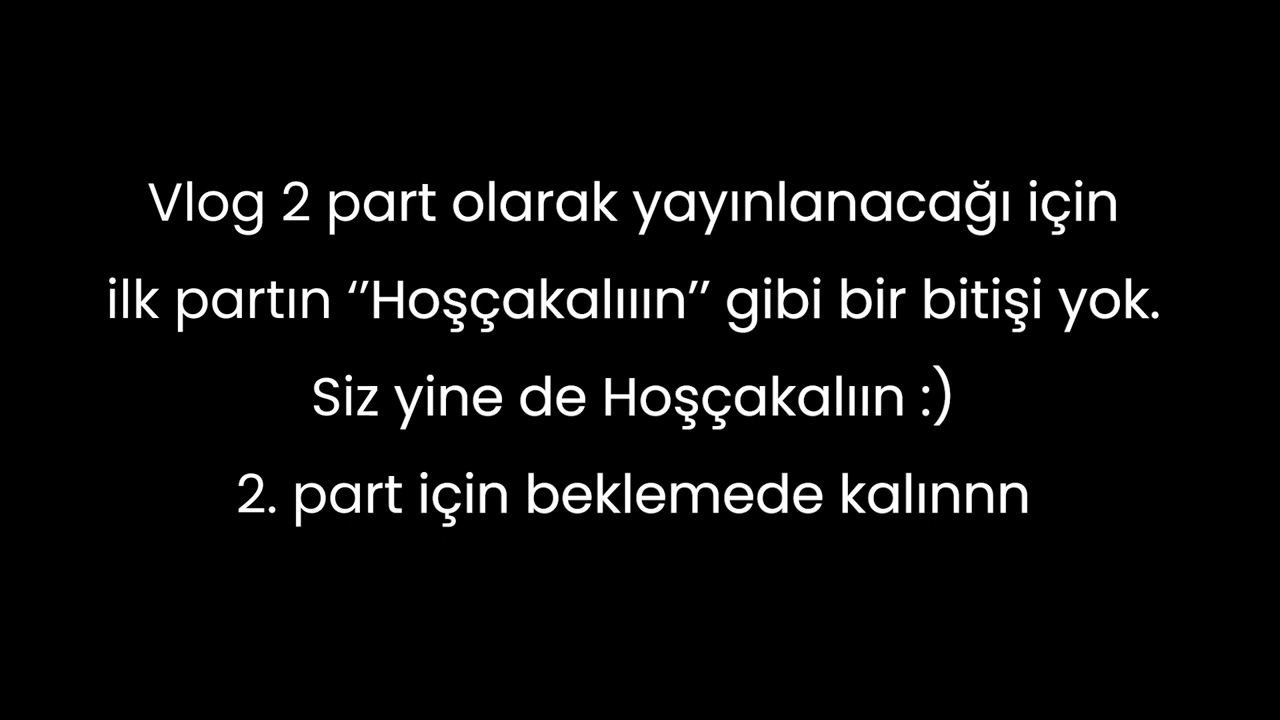 Vlog 2 part olarak yayınlanacağı için
ilk partın ‘’Hoşçakalıııın’’ gibi bir bitişi yok.
Siz yine de Hoşçakalıın :)
2. part için beklemede kalınnn